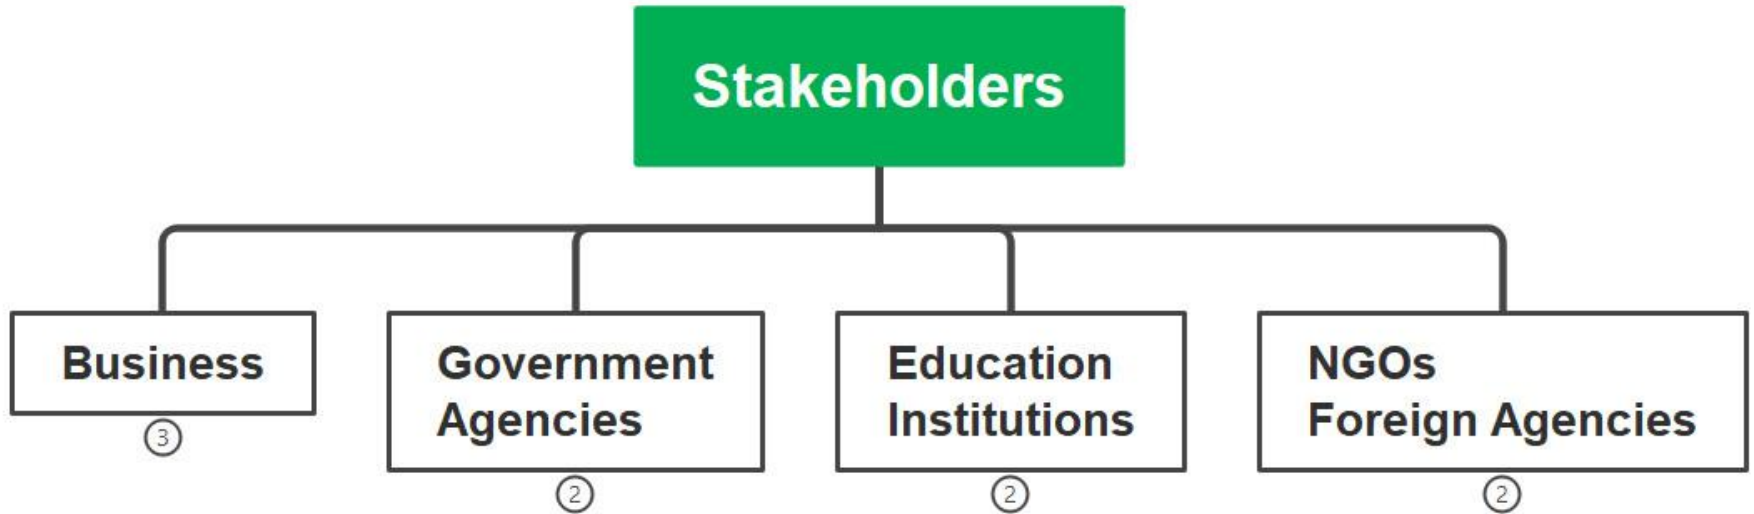 Stakeholders
Business
3
Government
Agencies
2
Education
Institutions
2
NGOs
Foreign Agencies
2